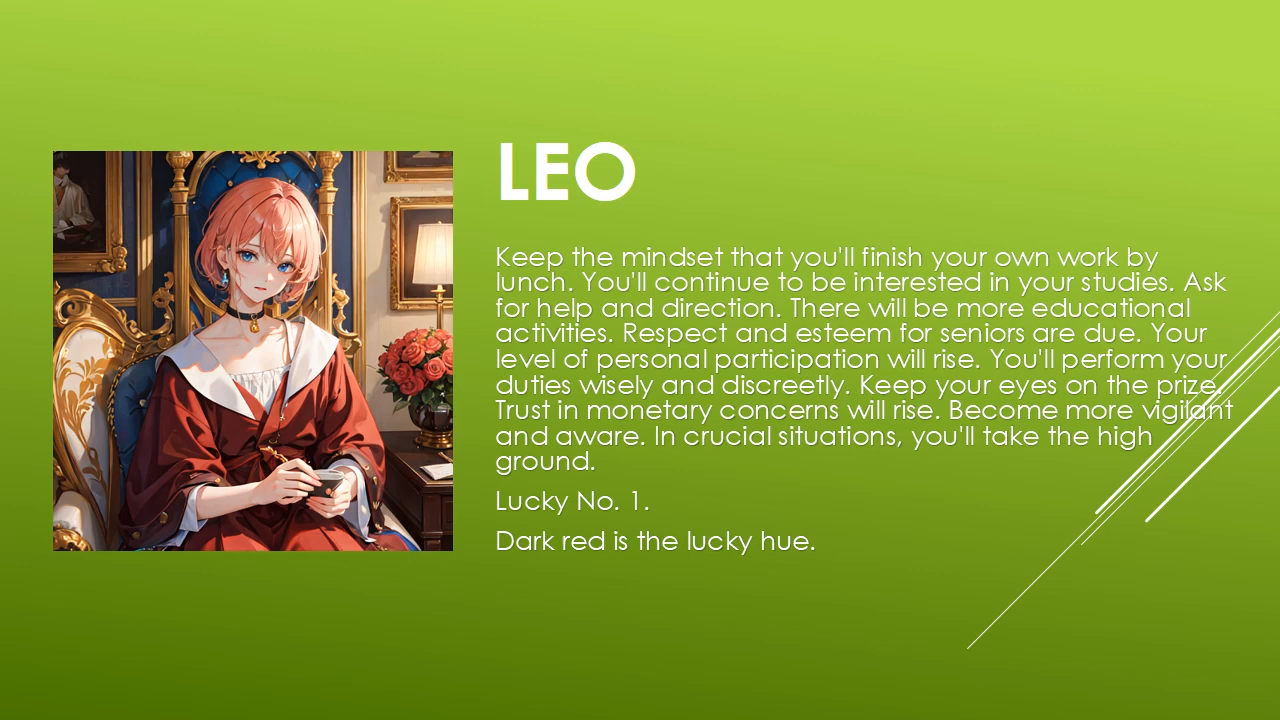 LEO
Keep the mindset that you'll finish your own work by
lunch. You'll continue to be interested in your studies. Ask
for help and direction. There will be more educational
activities. Respect and esteem for seniors are due. Your
level of personal participation will rise. You'll perform your
duties wisely and discreetly. Keep your eyes on the prize.
Trust in monetary concerns will rise. Become more vigilant
and aware. In crucial situations, you'll take the high
ground.
Lucky No. 1.
Dark red is the lucky hue.